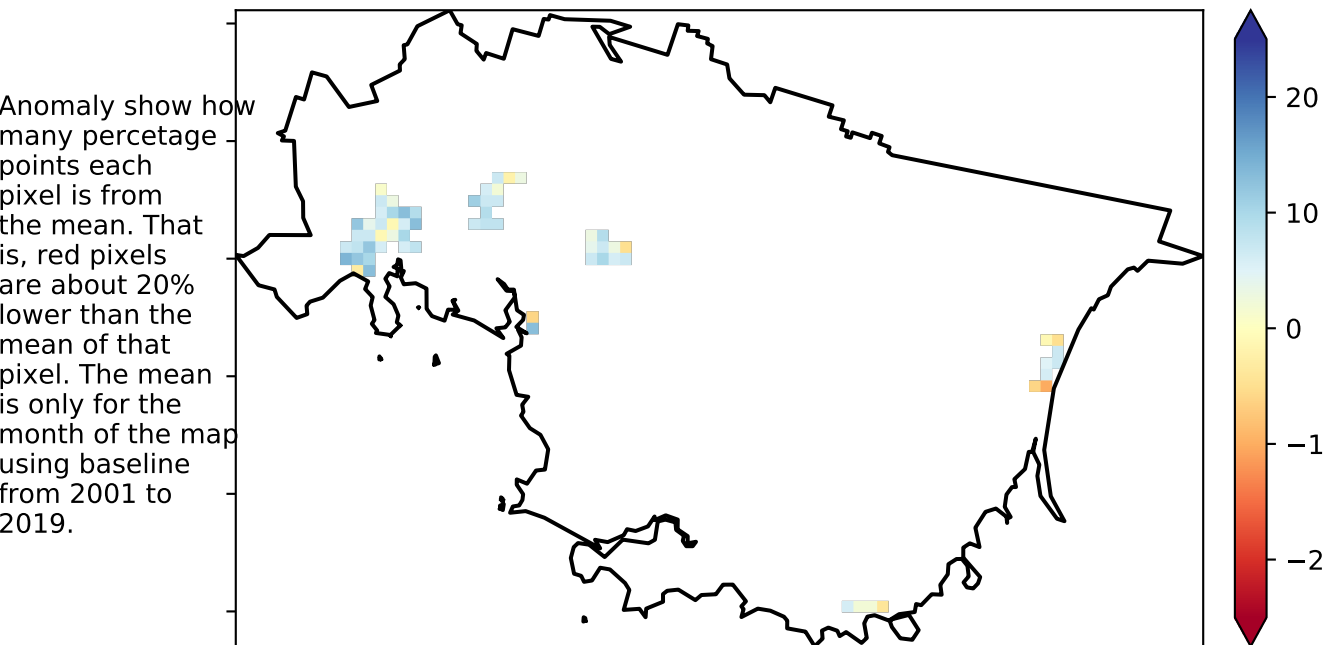 Anomaly show how
many percetage
points each
pixel is from
the mean. That
is, red pixels
are about 20%
lower than the
mean of that
pixel. The mean
is only for the
month of the map
using baseline
from 2001 to
2019.
20
10
0
−1
−2